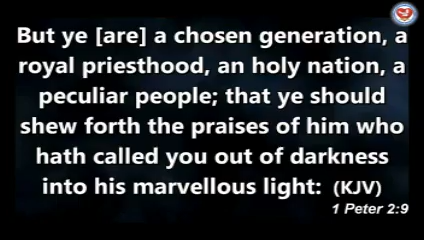 But ye [are] a chosen generation, a
royal priesthood, an holy nation, a
peculiar people; that ye should
shew forth the praises of him who
hath called you out of darkness
into his marvellous light: (KJV)
1 Peter 2:9